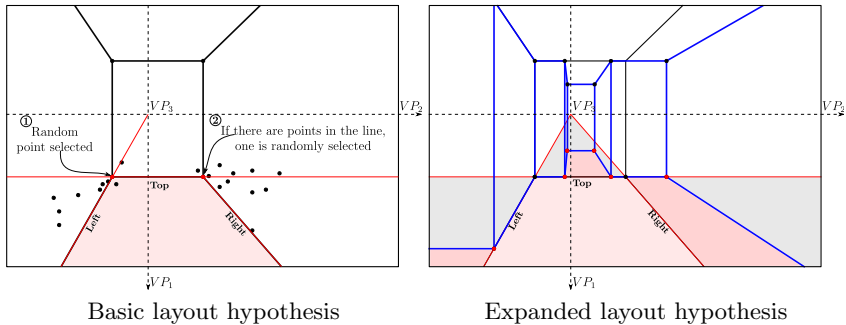 VP3
VP2
①
Random
point selected
②
If there are points in the line,
one is randomly selected
Top
Left
Right
VP1
Basic layout hypothesis
VP3
VP2
Top
Left
Right
VP1
Expanded layout hypothesis